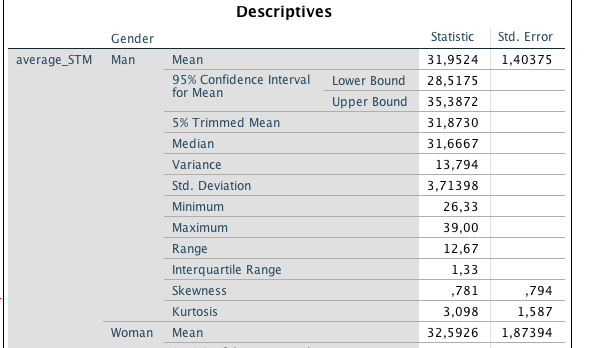 Descriptives
Gender Statistic Std. Error
average_STM Man Mean 31,9524 1,40375
95% Confidence Interval for Mean Lower Bound 28,5175
Upper Bound 35,3872
5% Trimmed Mean 31,8730
Median 31,6667
Variance 13,794
Std. Deviation 3,71398
Minimum 26,33
Maximum 39,00
Range 12,67
Interquartile Range 1,33
Skewness ,781 ,794
Kurtosis 3,098 1,587
Woman Mean 32,5926 1,87394